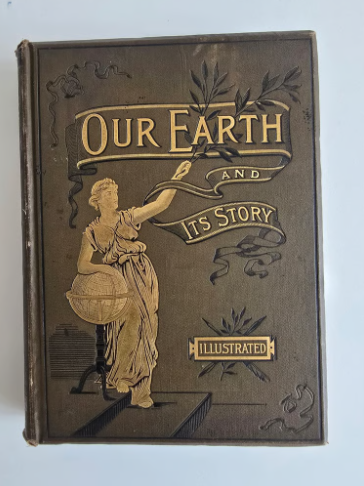 OUR EARTH
AND
ITS STORY
ILLUSTRATED